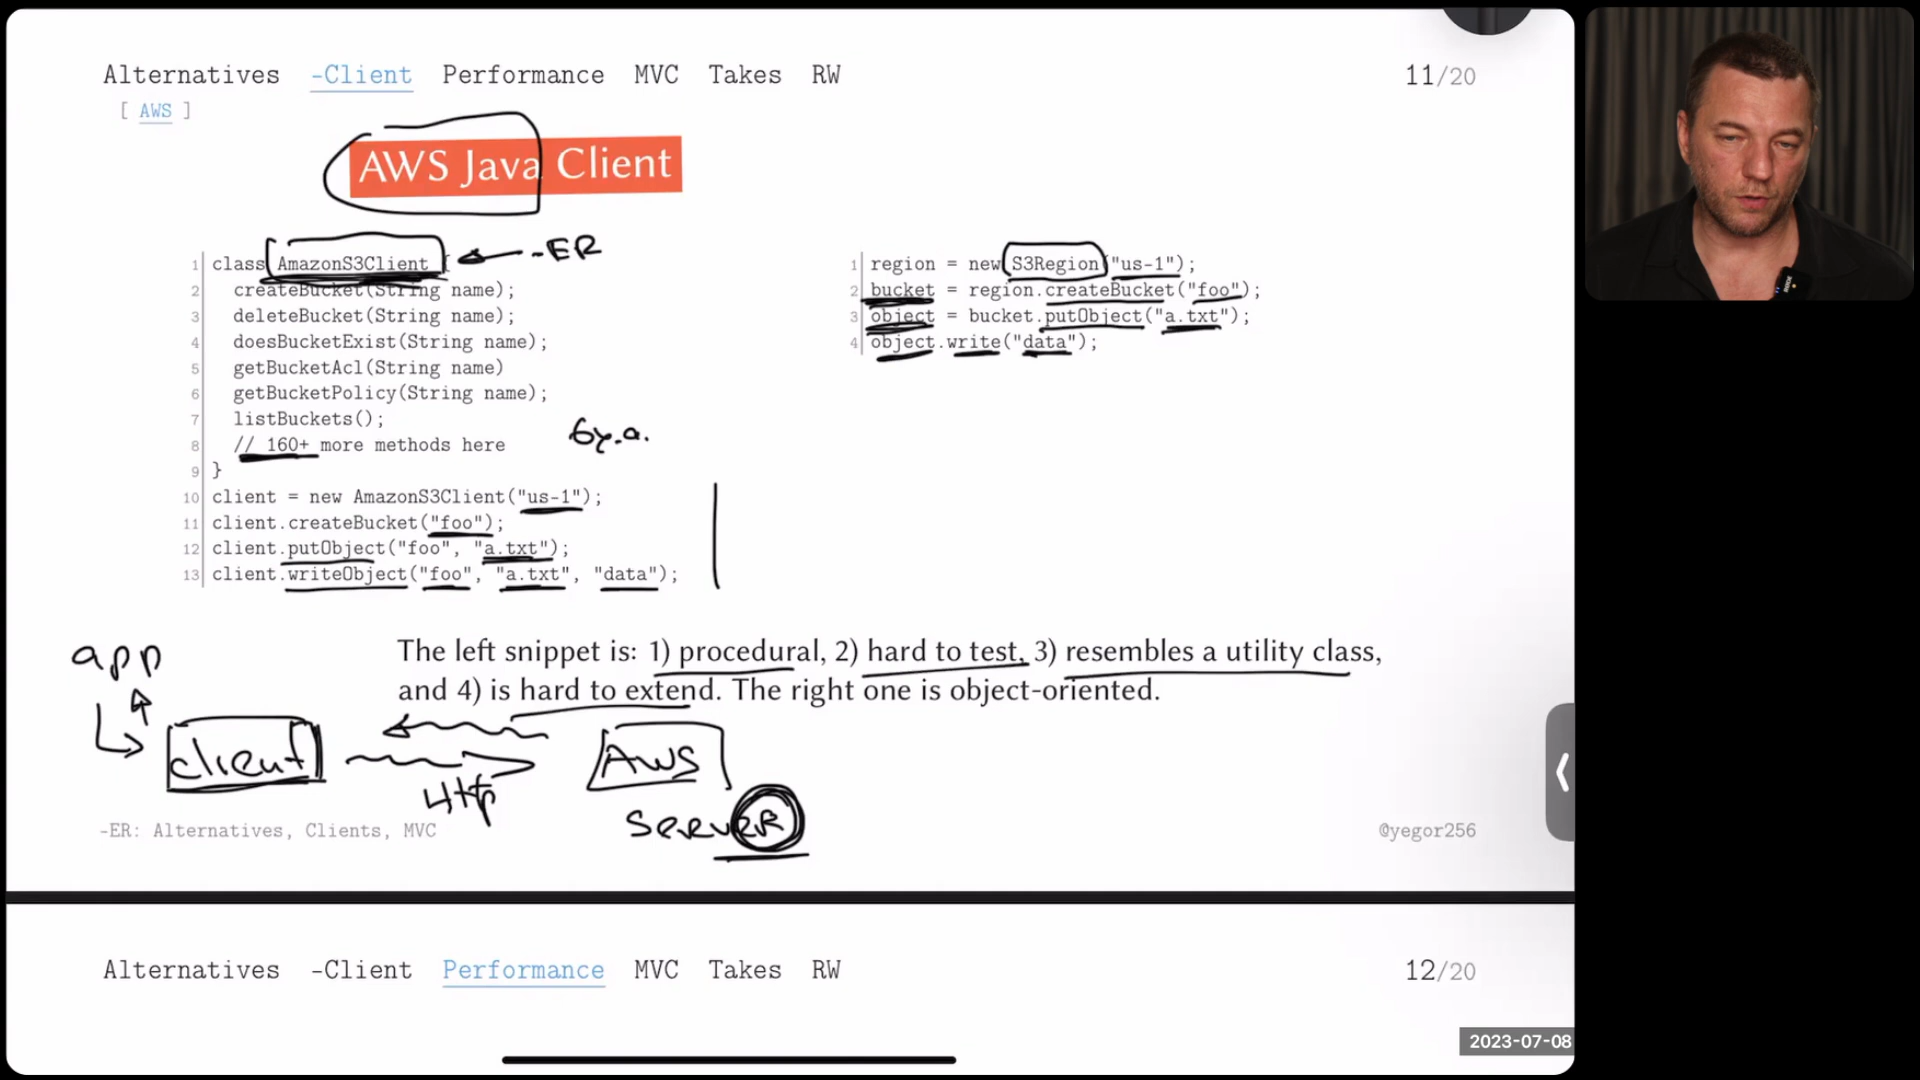 Alternatives -Client Performance MVC Takes RW 11/20
[ AWS ]
AWS Java Client
1 class AmazonS3Client {
2 createBucket(String name);
3 deleteBucket(String name);
4 doesBucketExist(String name);
5 getBucketAcl(String name)
6 getBucketPolicy(String name);
7 listBuckets();
8 // 160+ more methods here
9 }
10 client = new AmazonS3Client("us-1");
11 client.createBucket("foo");
12 client.putObject("foo", "a.txt");
13 client.writeObject("foo", "a.txt", "data");
-ER
1 region = new S3Region("us-1");
2 bucket = region.createBucket("foo");
3 object = bucket.putObject("a.txt");
4 object.write("data");
The left snippet is: 1) procedural, 2) hard to test, 3) resembles a utility class,
and 4) is hard to extend. The right one is object-oriented.
app
client
Http
AWS
server
-ER: Alternatives, Clients, MVC
@yegor256
Alternatives -Client Performance MVC Takes RW 12/20
2023-07-08